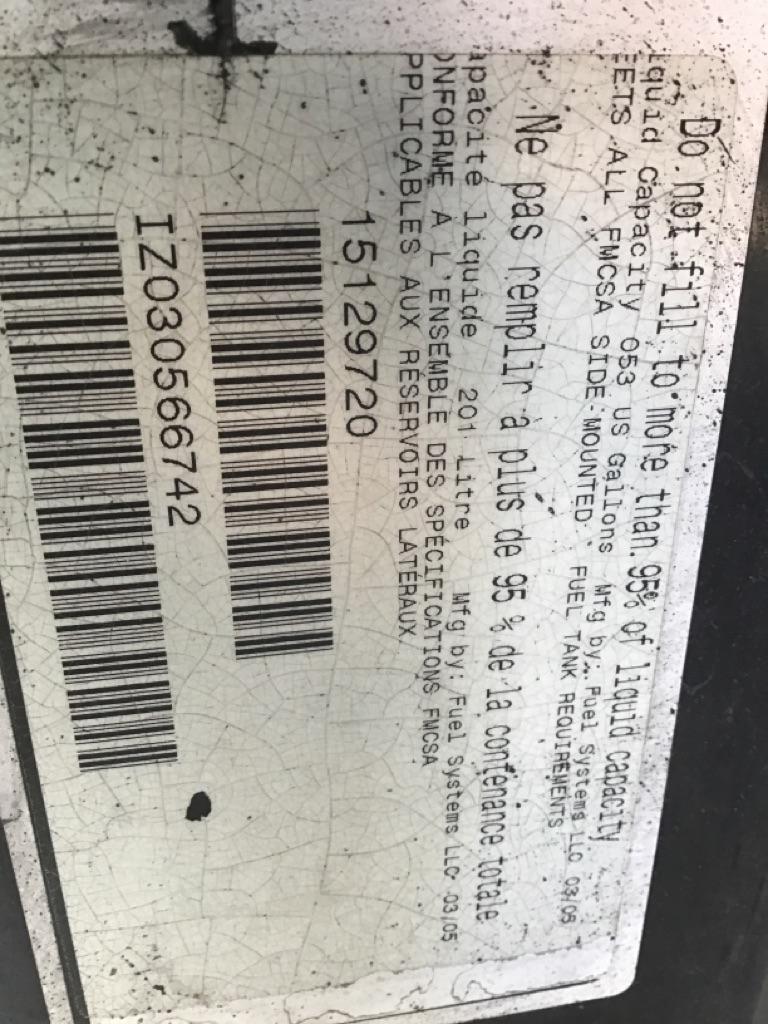 Do not fill to more than 95% of liquid capacity
iquid Capacity 053 US Gallons Mfg by: Fuel Systems LLC 03/05
EETS ALL FMCSA SIDE-MOUNTED FUEL TANK REQUIREMENTS
Ne pas remplir à plus de 95 % de la contenance totale
apacité liquide 201 Litre Mfg by: Fuel Systems LLC 03/05
ONFORME A L'ENSEMBLE DES SPÉCIFICATIONS FMCSA
PPLICABLES AUX RÉSERVOIRS LATÉRAUX
15129720
IZ030566742